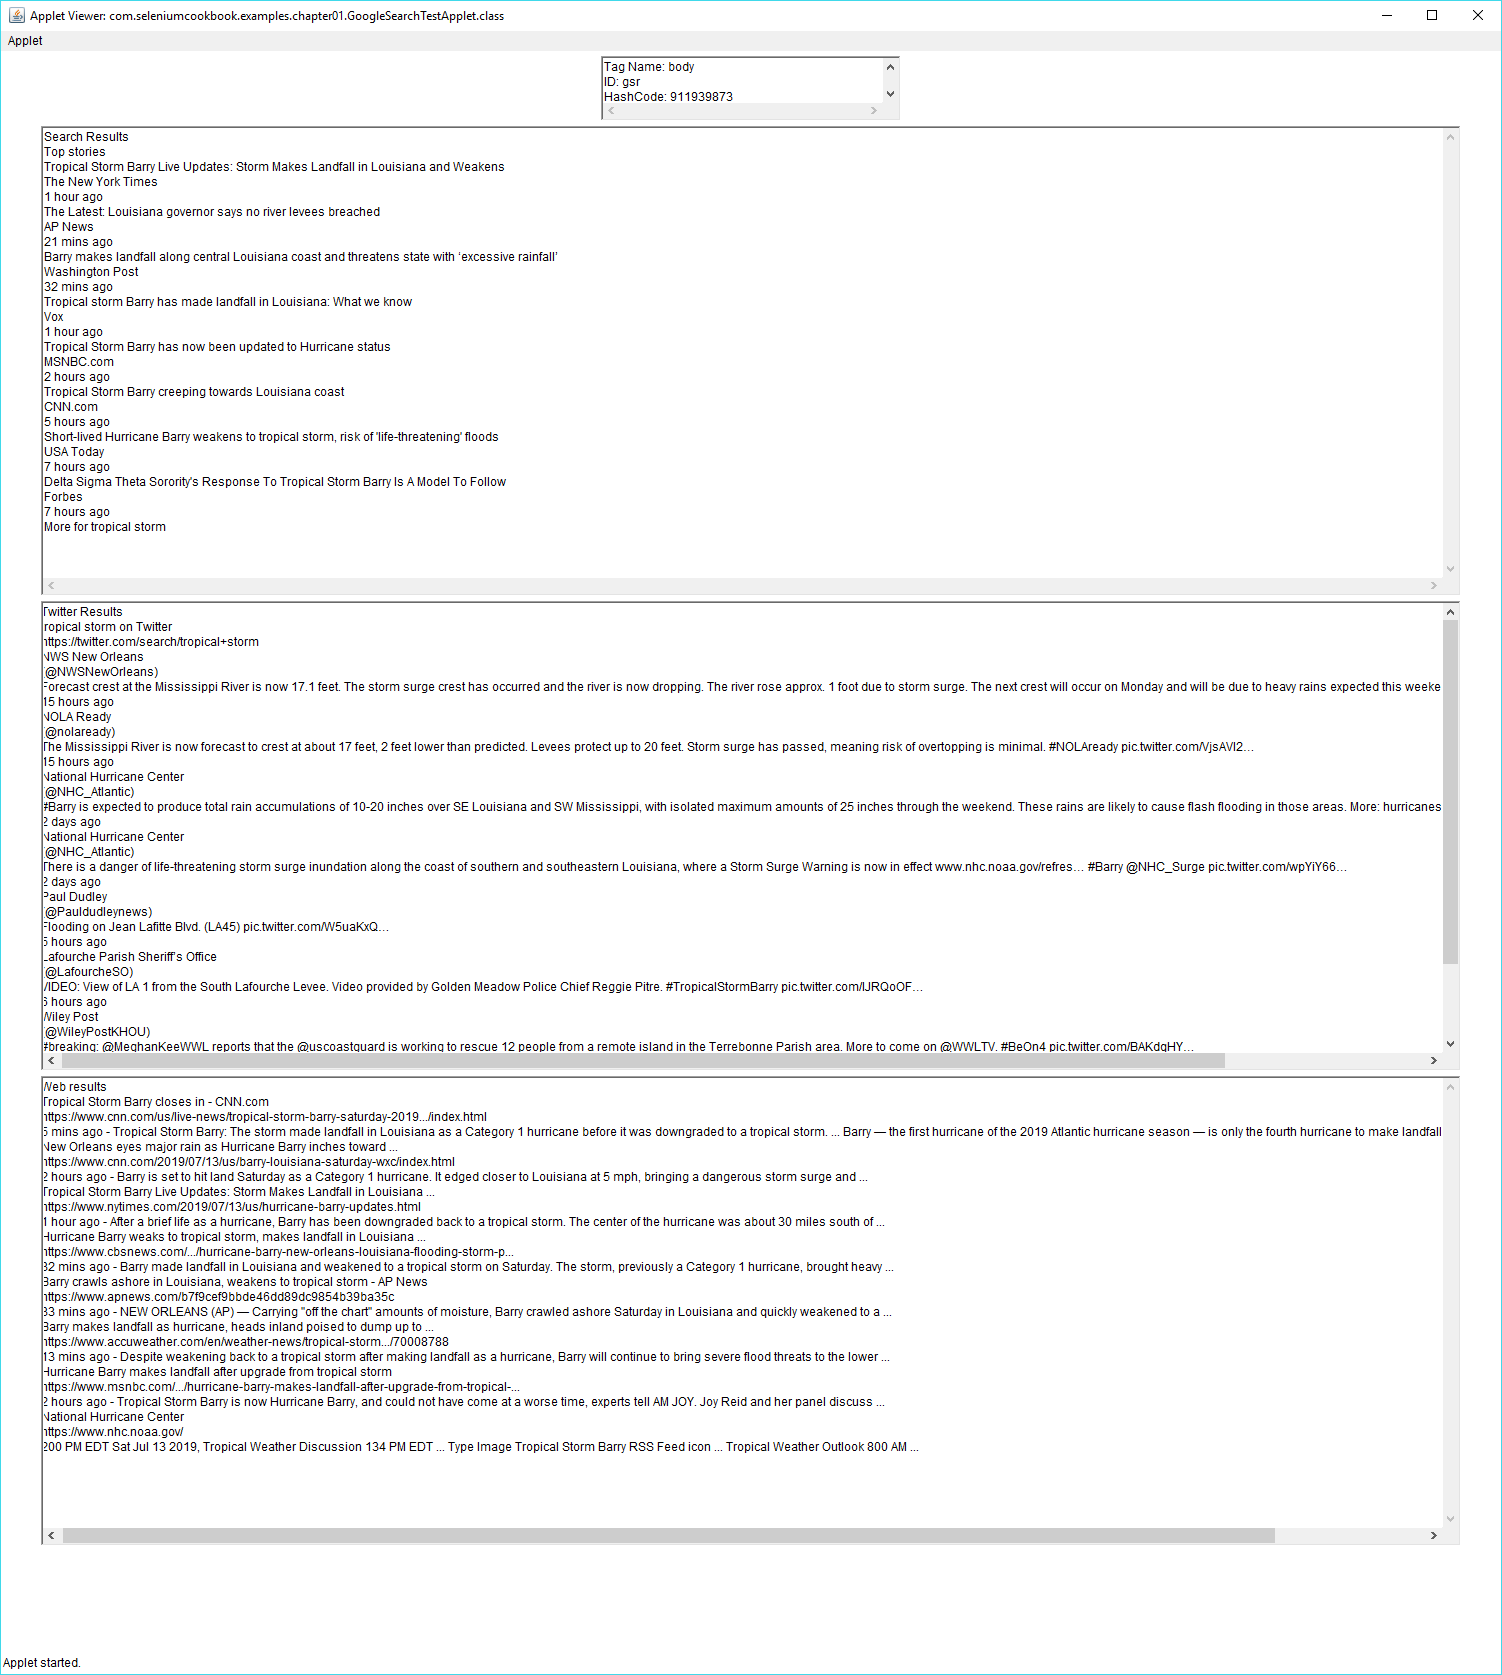 Applet Viewer: com.seleniumcookbook.examples.chapter01.GoogleSearchTestApplet.class
Applet
Tag Name: body
ID: gsr
HashCode: 911939873
Search Results
Top stories
Tropical Storm Barry Live Updates: Storm Makes Landfall in Louisiana and Weakens
The New York Times
1 hour ago
The Latest: Louisiana governor says no river levees breached
AP News
21 mins ago
Barry makes landfall along central Louisiana coast and threatens state with ‘excessive rainfall’
Washington Post
32 mins ago
Tropical storm Barry has made landfall in Louisiana: What we know
Vox
1 hour ago
Tropical Storm Barry has now been updated to Hurricane status
MSNBC.com
2 hours ago
Tropical Storm Barry creeping towards Louisiana coast
CNN.com
5 hours ago
Short-lived Hurricane Barry weakens to tropical storm, risk of 'life-threatening' floods
USA Today
7 hours ago
Delta Sigma Theta Sorority's Response To Tropical Storm Barry Is A Model To Follow
Forbes
7 hours ago
More for tropical storm
Twitter Results
tropical storm on Twitter
https://twitter.com/search/tropical+storm
NWS New Orleans
(@NWSNewOrleans)
Forecast crest at the Mississippi River is now 17.1 feet. The storm surge crest has occurred and the river is now dropping. The river rose approx. 1 foot due to storm surge. The next crest will occur on Monday and will be due to heavy rains expected this weeke
15 hours ago
NOLA Ready
(@nolaready)
The Mississippi River is now forecast to crest at about 17 feet, 2 feet lower than predicted. Levees protect up to 20 feet. Storm surge has passed, meaning risk of overtopping is minimal. #NOLAready pic.twitter.com/VjsAVI2…
15 hours ago
National Hurricane Center
(@NHC_Atlantic)
#Barry is expected to produce total rain accumulations of 10-20 inches over SE Louisiana and SW Mississippi, with isolated maximum amounts of 25 inches through the weekend. These rains are likely to cause flash flooding in those areas. More: hurricanes
2 days ago
National Hurricane Center
(@NHC_Atlantic)
There is a danger of life-threatening storm surge inundation along the coast of southern and southeastern Louisiana, where a Storm Surge Warning is now in effect www.nhc.noaa.gov/refres… #Barry @NHC_Surge pic.twitter.com/wpYiY66…
2 days ago
Paul Dudley
(@Pauldudleynews)
Flooding on Jean Lafitte Blvd. (LA45) pic.twitter.com/W5uaKxQ…
5 hours ago
Lafourche Parish Sheriff’s Office
(@LafourcheSO)
VIDEO: View of LA 1 from the South Lafourche Levee. Video provided by Golden Meadow Police Chief Reggie Pitre. #TropicalStormBarry pic.twitter.com/IJRQoOF…
6 hours ago
Wiley Post
(@WileyPostKHOU)
#breaking: @MeghanKeeWWL reports that the @uscoastguard is working to rescue 12 people from a remote island in the Terrebonne Parish area. More to come on @WWLTV. #BeOn4 pic.twitter.com/BAKdqHY…
Web results
Tropical Storm Barry closes in - CNN.com
https://www.cnn.com/us/live-news/tropical-storm-barry-saturday-2019.../index.html
5 mins ago - Tropical Storm Barry: The storm made landfall in Louisiana as a Category 1 hurricane before it was downgraded to a tropical storm. ... Barry — the first hurricane of the 2019 Atlantic hurricane season — is only the fourth hurricane to make landfall
New Orleans eyes major rain as Hurricane Barry inches toward ...
https://www.cnn.com/2019/07/13/us/barry-louisiana-saturday-wxc/index.html
2 hours ago - Barry is set to hit land Saturday as a Category 1 hurricane. It edged closer to Louisiana at 5 mph, bringing a dangerous storm surge and ...
Tropical Storm Barry Live Updates: Storm Makes Landfall in Louisiana ...
https://www.nytimes.com/2019/07/13/us/hurricane-barry-updates.html
1 hour ago - After a brief life as a hurricane, Barry has been downgraded back to a tropical storm. The center of the hurricane was about 30 miles south of ...
Hurricane Barry weaks to tropical storm, makes landfall in Louisiana ...
https://www.cbsnews.com/.../hurricane-barry-new-orleans-louisiana-flooding-storm-p...
32 mins ago - Barry made landfall in Louisiana and weakened to a tropical storm on Saturday. The storm, previously a Category 1 hurricane, brought heavy ...
Barry crawls ashore in Louisiana, weakens to tropical storm - AP News
https://www.apnews.com/b7f9cef9bbde46dd89dc9854b39ba35c
33 mins ago - NEW ORLEANS (AP) — Carrying "off the chart" amounts of moisture, Barry crawled ashore Saturday in Louisiana and quickly weakened to a ...
Barry makes landfall as hurricane, heads inland poised to dump up to ...
https://www.accuweather.com/en/weather-news/tropical-storm.../70008788
13 mins ago - Despite weakening back to a tropical storm after making landfall as a hurricane, Barry will continue to bring severe flood threats to the lower ...
Hurricane Barry makes landfall after upgrade from tropical storm
https://www.msnbc.com/.../hurricane-barry-makes-landfall-after-upgrade-from-tropical-...
2 hours ago - Tropical Storm Barry is now Hurricane Barry, and could not have come at a worse time, experts tell AM JOY. Joy Reid and her panel discuss ...
National Hurricane Center
https://www.nhc.noaa.gov/
200 PM EDT Sat Jul 13 2019, Tropical Weather Discussion 134 PM EDT ... Type Image Tropical Storm Barry RSS Feed icon ... Tropical Weather Outlook 800 AM ...
Applet started.